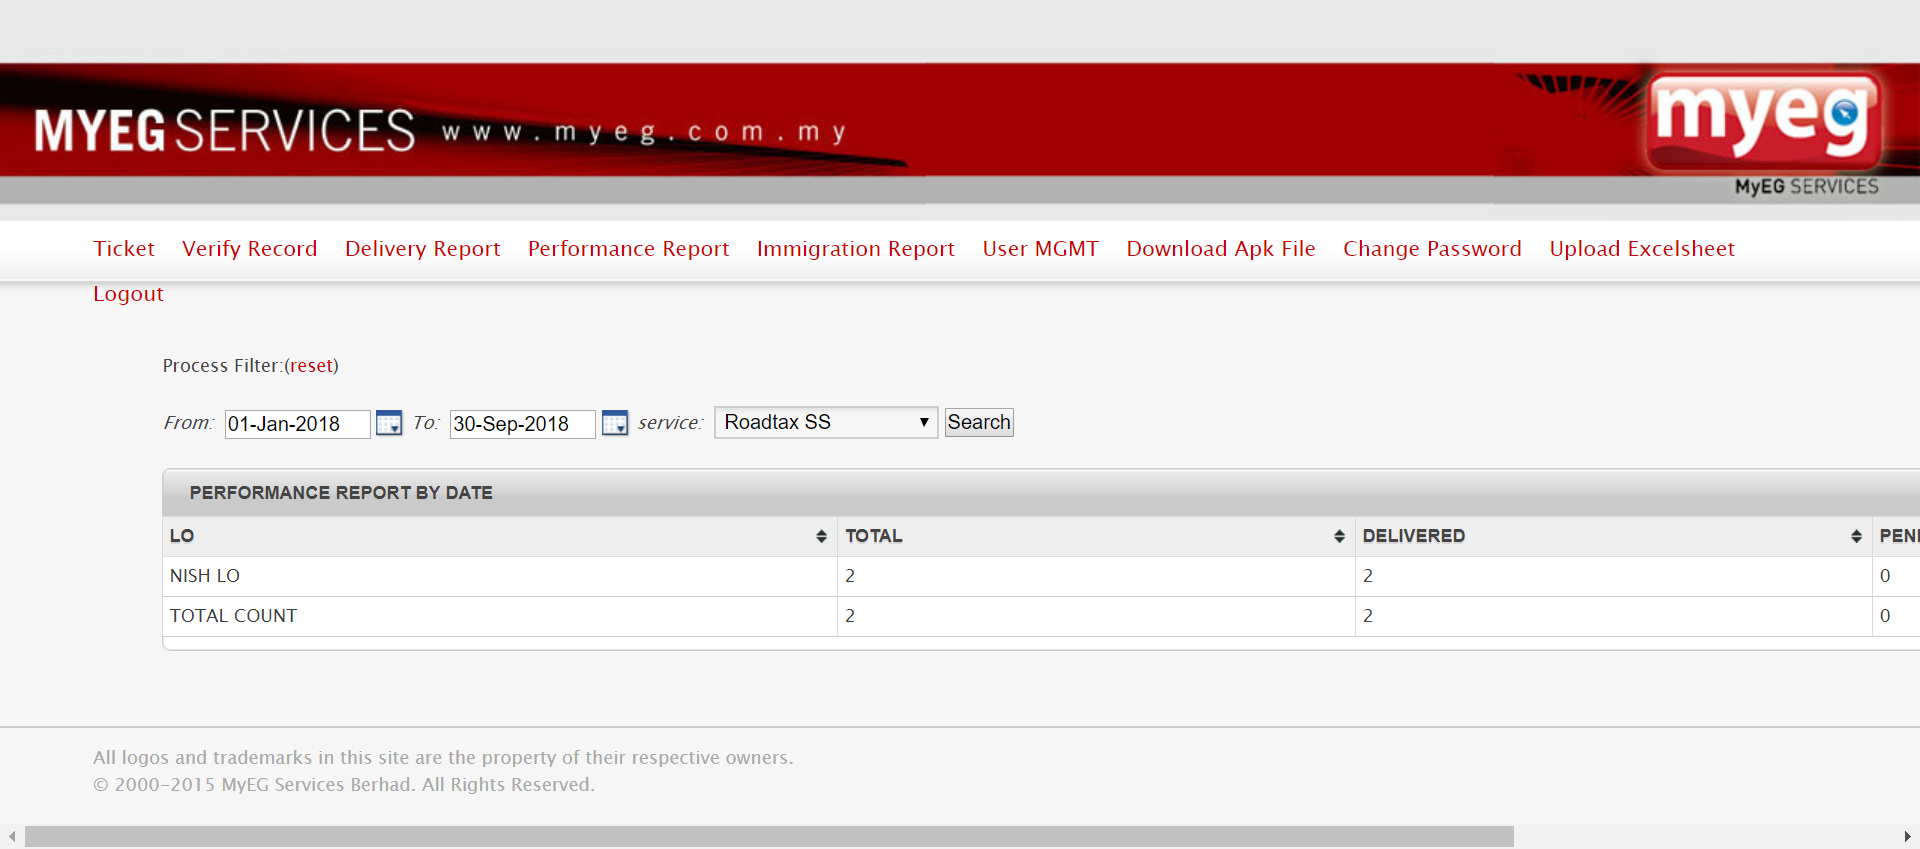 MYEG SERVICES www.myeg.com.my
myeg
MyEG SERVICES
Ticket Verify Record Delivery Report Performance Report Immigration Report User MGMT Download Apk File Change Password Upload Excelsheet
Logout
Process Filter:(reset)
From: 01-Jan-2018 To: 30-Sep-2018 service: Roadtax SS Search
PERFORMANCE REPORT BY DATE
LO TOTAL DELIVERED
NISH LO 2 2 0
TOTAL COUNT 2 2 0
All logos and trademarks in this site are the property of their respective owners.
© 2000-2015 MyEG Services Berhad. All Rights Reserved.